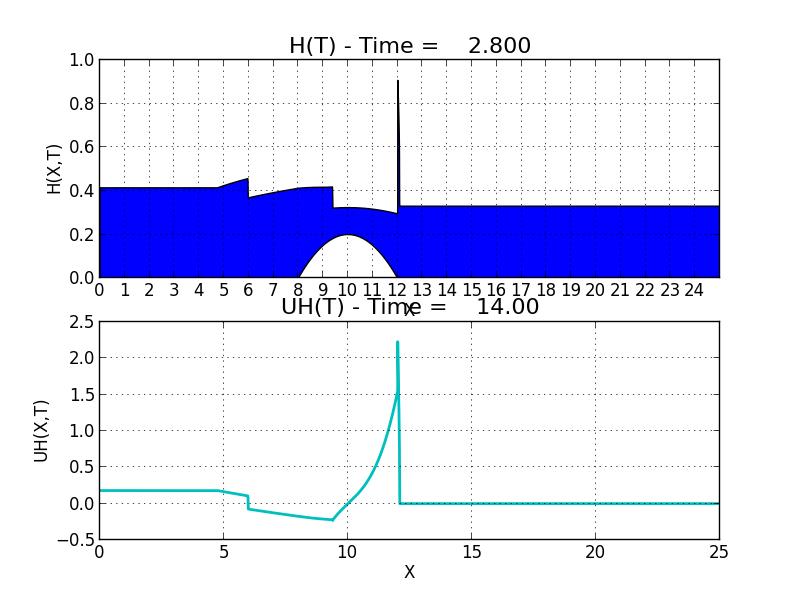 H(T) - Time = 2.800
1.0
0.8
0.6
0.4
0.2
0.0
H(X,T)
0 1 2 3 4 5 6 7 8 9 10 11 12 13 14 15 16 17 18 19 20 21 22 23 24
X
UH(T) - Time = 14.00
2.5
2.0
1.5
1.0
0.5
0.0
−0.5
UH(X,T)
0 5 10 15 20 25
X